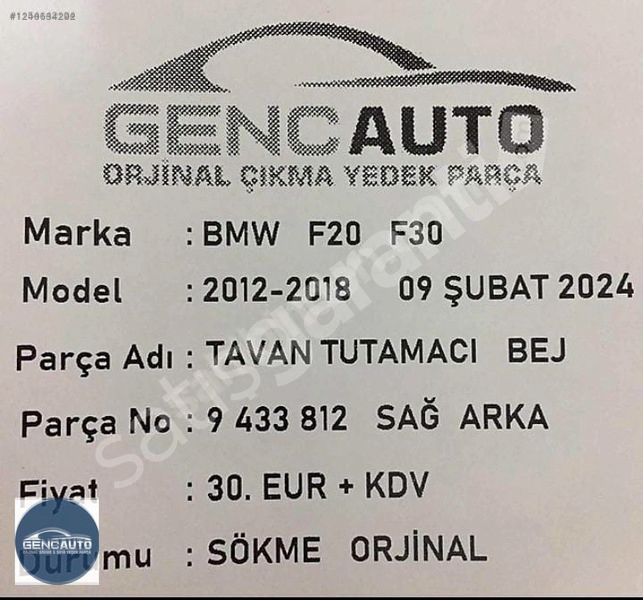 GENCAUTO
ORJİNAL ÇIKMA YEDEK PARÇA
Marka : BMW F20 F30
Model : 2012-2018 09 ŞUBAT 2024
Parça Adı : TAVAN TUTAMACI BEJ
Parça No : 9 433 812 SAĞ ARKA
Fiyat : 30. EUR + KDV
GENCAUTO
Durumu : SÖKME ORJİNAL